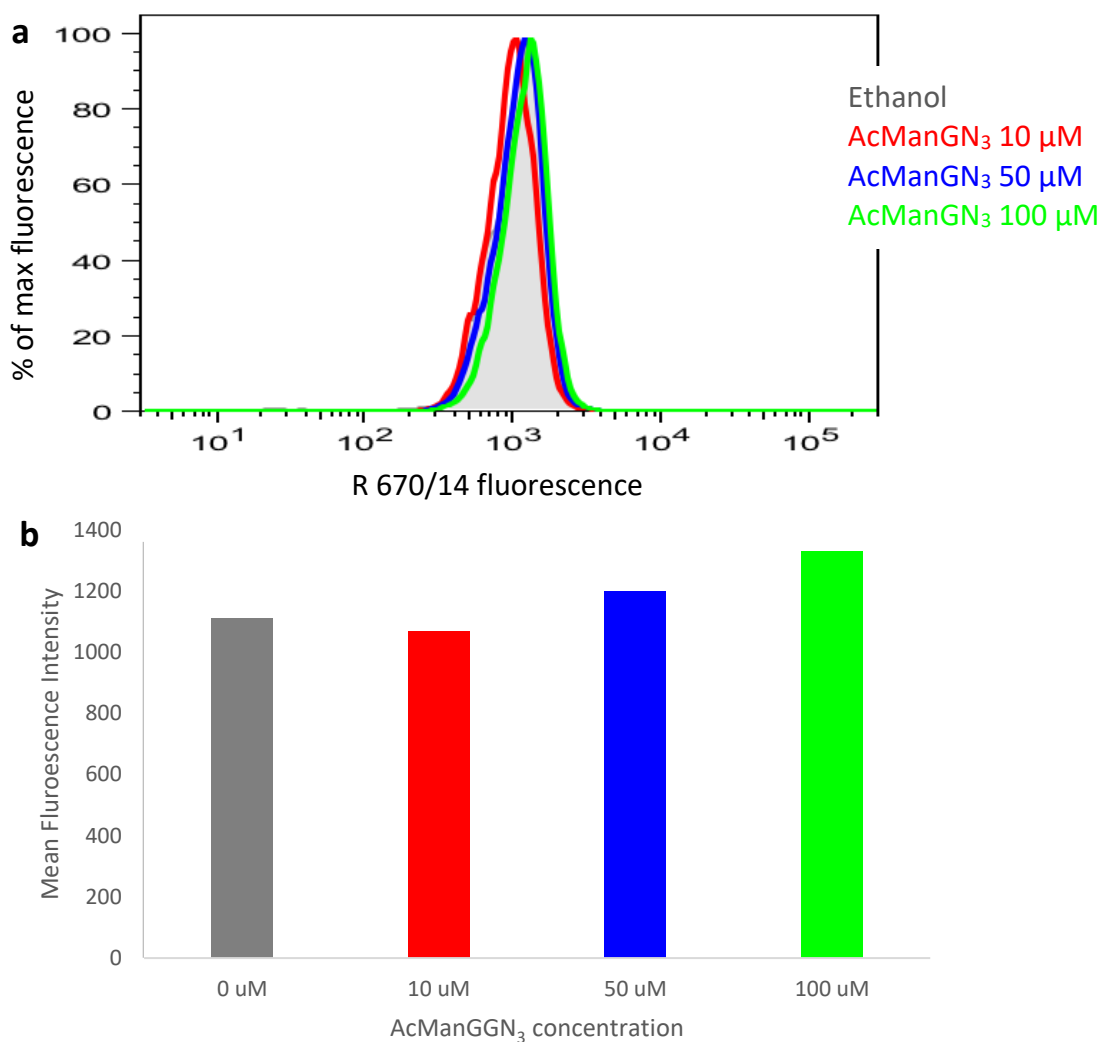 a
% of max fluorescence
100
80
60
40
20
0
10¹ 10² 10³ 10⁴ 10⁵
R 670/14 fluorescence
Ethanol
AcManGN₃ 10 µM
AcManGN₃ 50 µM
AcManGN₃ 100 µM
b
Mean Fluroescence Intensity
1400
1200
1000
800
600
400
200
0
0 uM 10 uM 50 uM 100 uM
AcManGGN₃ concentration